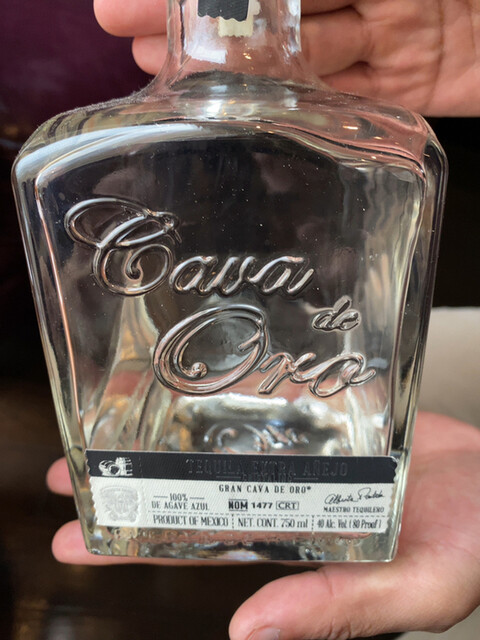 Cava
de
Oro
TEQUILA EXTRA AÑEJO
GRAN CAVA DE ORO*
100%
DE AGAVE AZUL
NOM 1477 CRT
MAESTRO TEQUILERO
PRODUCT OF MEXICO NET. CONT. 750 ml 40 Alc. Vol. (80 Proof)